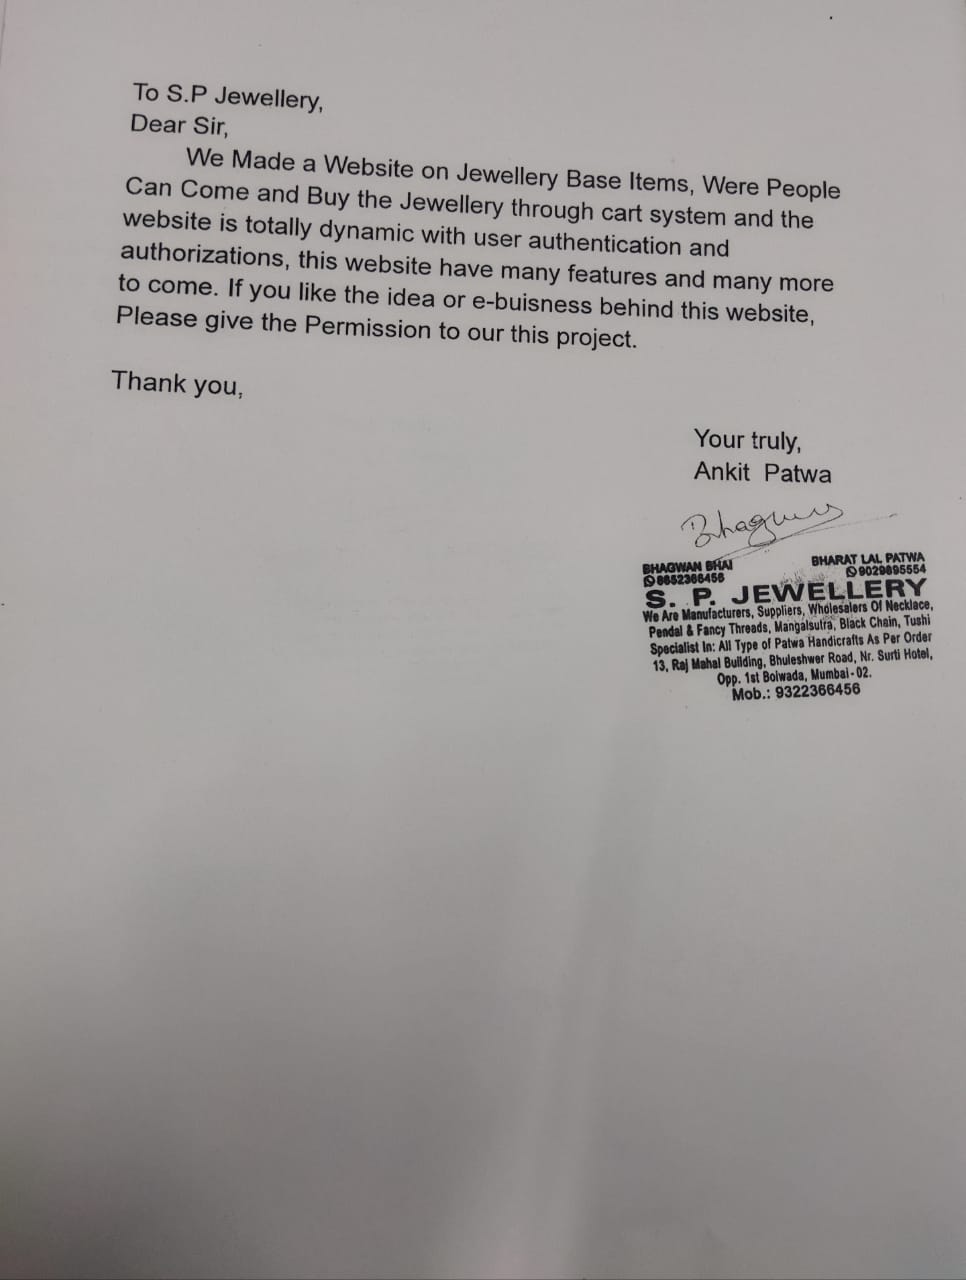 To S.P Jewellery,
Dear Sir,
We Made a Website on Jewellery Base Items, Were People
Can Come and Buy the Jewellery through cart system and the
website is totally dynamic with user authentication and
authorizations, this website have many features and many more
to come. If you like the idea or e-buisness behind this website,
Please give the Permission to our this project.
Thank you,
Your truly,
Ankit Patwa
BHAGWAN BHAI BHARAT LAL PATWA
8652366456 9029895554
S. P. JEWELLERY
We Are Manufacturers, Suppliers, Wholesalers Of Necklace,
Pendal & Fancy Threads, Mangalsutra, Black Chain, Tushi
Specialist In: All Type of Patwa Handicrafts As Per Order
13, Raj Mahal Building, Bhuleshwer Road, Nr. Surti Hotel,
Opp. 1st Boiwada, Mumbai - 02.
Mob.: 9322366456